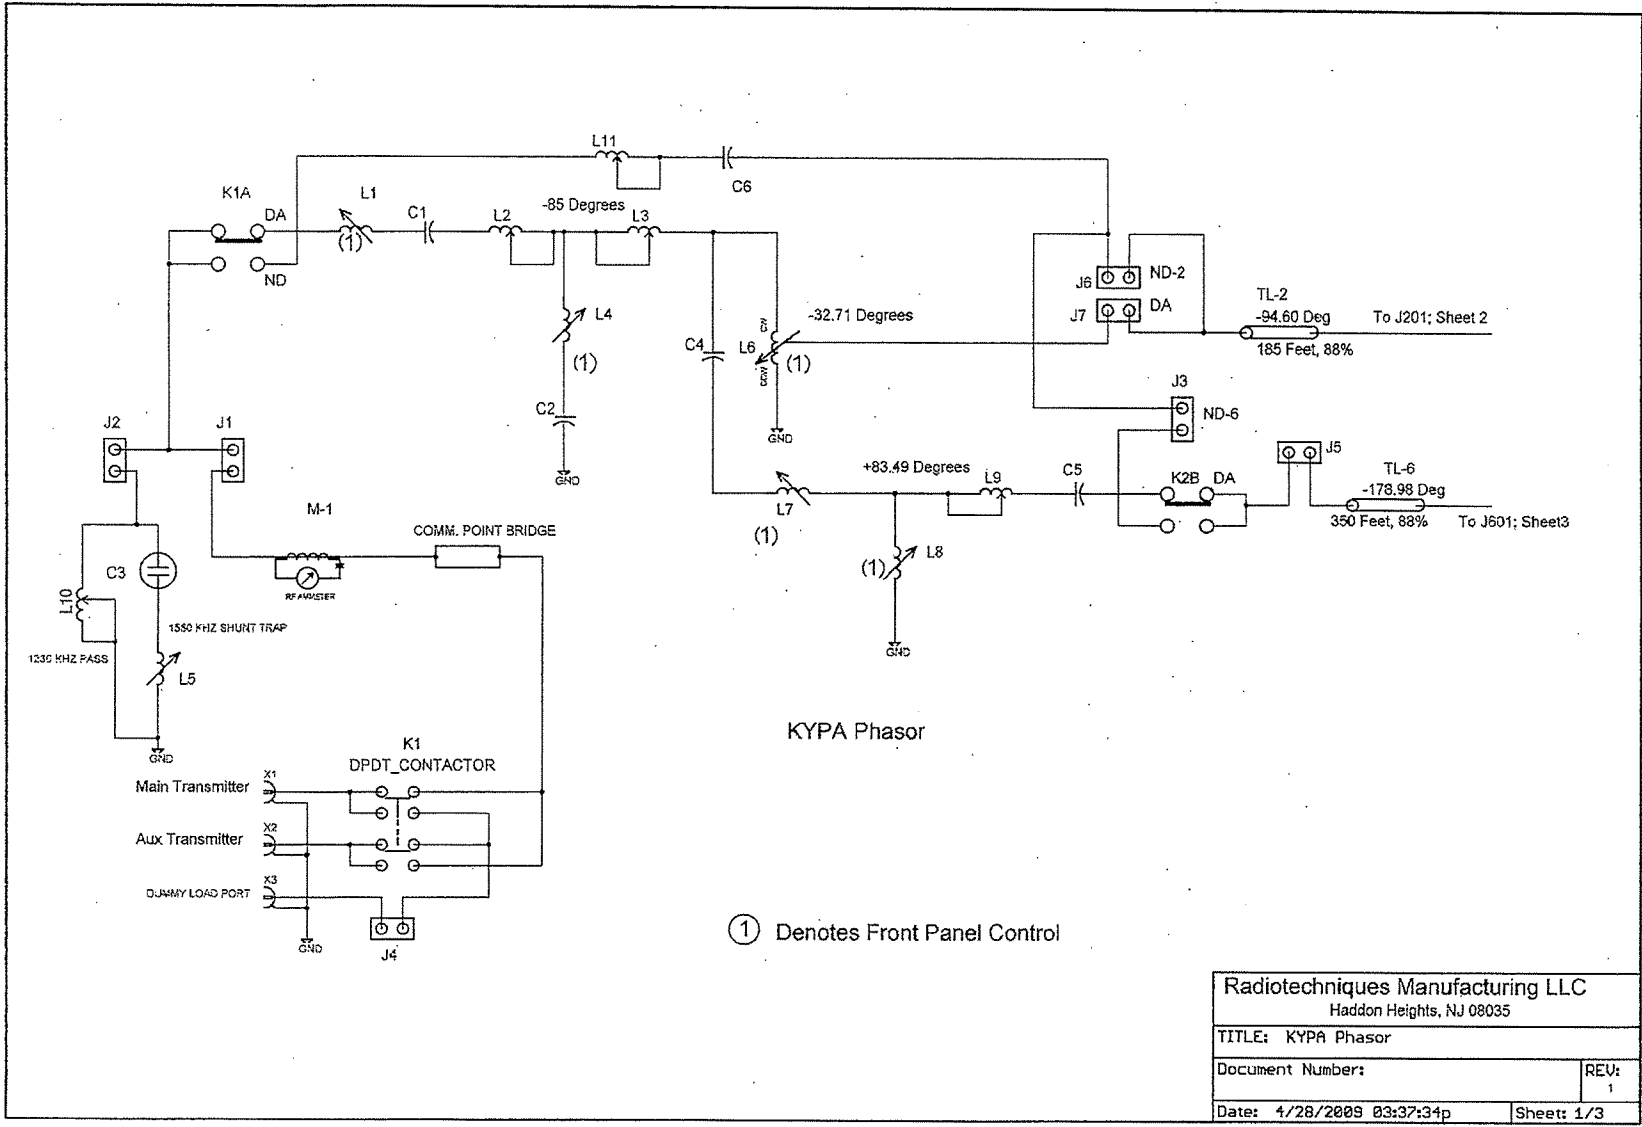 L11
C6
K1A
DA
ND
L1
(1)
C1
L2
-85 Degrees
L3
L4
(1)
C2
GND
C4
L6
CW
CCW
(1)
-32.71 Degrees
GND
J6
ND-2
J7
DA
TL-2
-94.60 Deg
185 Feet, 88%
To J201; Sheet 2
J3
ND-6
J2
J1
L7
(1)
+83.49 Degrees
L9
C5
K2B
DA
J5
TL-6
-178.98 Deg
350 Feet, 88%
To J601; Sheet3
L8
(1)
GND
M-1
RF AMMETER
COMM. POINT BRIDGE
C3
L10
KHZ SHUNT TRAP
KHZ PASS
L5
GND
KYPA Phasor
K1
DPDT_CONTACTOR
Main Transmitter
X1
Aux Transmitter
X2
DUMMY LOAD PORT
X3
GND
J4
1 Denotes Front Panel Control
Radiotechniques Manufacturing LLC
Haddon Heights, NJ 08035
TITLE: KYPA Phasor
Document Number:
REV:
1
Date: 4/28/2009 03:37:34p
Sheet: 1/3